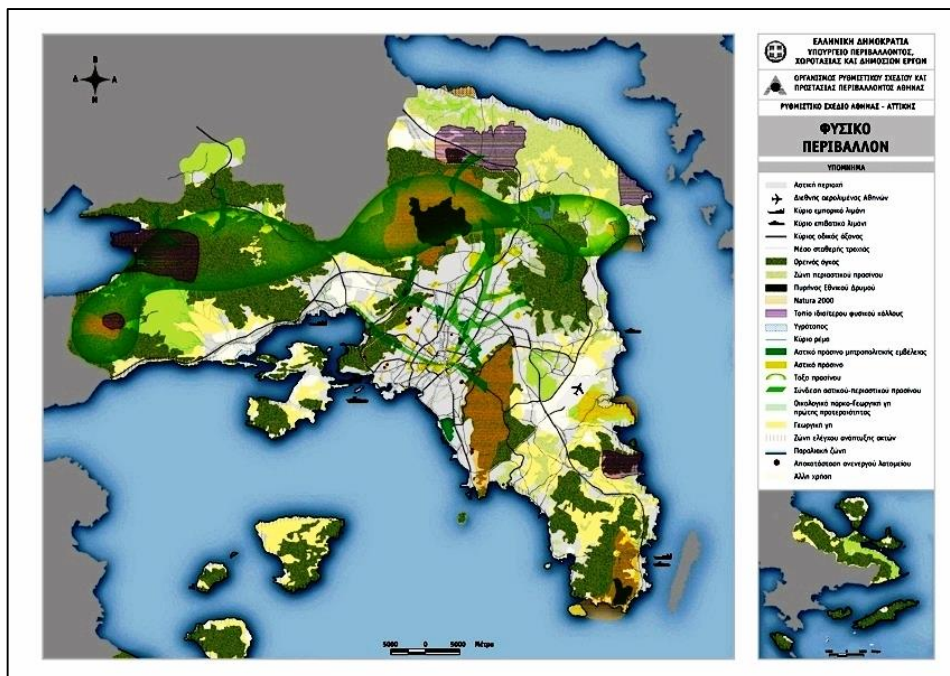 Β
Δ Α
Ν
5000 0 5000 Μέτρα
ΕΛΛΗΝΙΚΗ ΔΗΜΟΚΡΑΤΙΑ
ΥΠΟΥΡΓΕΙΟ ΠΕΡΙΒΑΛΛΟΝΤΟΣ,
ΧΩΡΟΤΑΞΙΑΣ ΚΑΙ ΔΗΜΟΣΙΩΝ ΕΡΓΩΝ
ΟΡΓΑΝΙΣΜΟΣ ΡΥΘΜΙΣΤΙΚΟΥ ΣΧΕΔΙΟΥ ΚΑΙ
ΠΡΟΣΤΑΣΙΑΣ ΠΕΡΙΒΑΛΛΟΝΤΟΣ ΑΘΗΝΑΣ
ΡΥΘΜΙΣΤΙΚΟ ΣΧΕΔΙΟ ΑΘΗΝΑΣ - ΑΤΤΙΚΗΣ
ΦΥΣΙΚΟ
ΠΕΡΙΒΑΛΛΟΝ
ΥΠΟΜΝΗΜΑ
Αστική περιοχή
Διεθνής αερολιμένας Αθηνών
Κύριο εμπορικό λιμάνι
Κύριο επιβατικό λιμάνι
Κύριος οδικός άξονας
Μέσο σταθερής τροχιάς
Ορεινός όγκος
Ζώνη περιαστικού πρασίνου
Πυρήνας Εθνικού Δρυμού
Natura 2000
Τοπίο ιδιαίτερου φυσικού κάλλους
Υγρότοπος
Κύριο ρέμα
Αστικό πράσινο μητροπολιτικής εμβέλειας
Αστικό πράσινο
Τόξο πρασίνου
Σύνδεση αστικού-περιαστικού πρασίνου
Οικολογικό πάρκο-Γεωργική γη
πρώτης προτεραιότητας
Γεωργική γη
Ζώνη ελέγχου ανάπτυξης ακτών
Παραλιακή ζώνη
Αποκατάσταση ανενεργού λατομείου
Άλλη χρήση